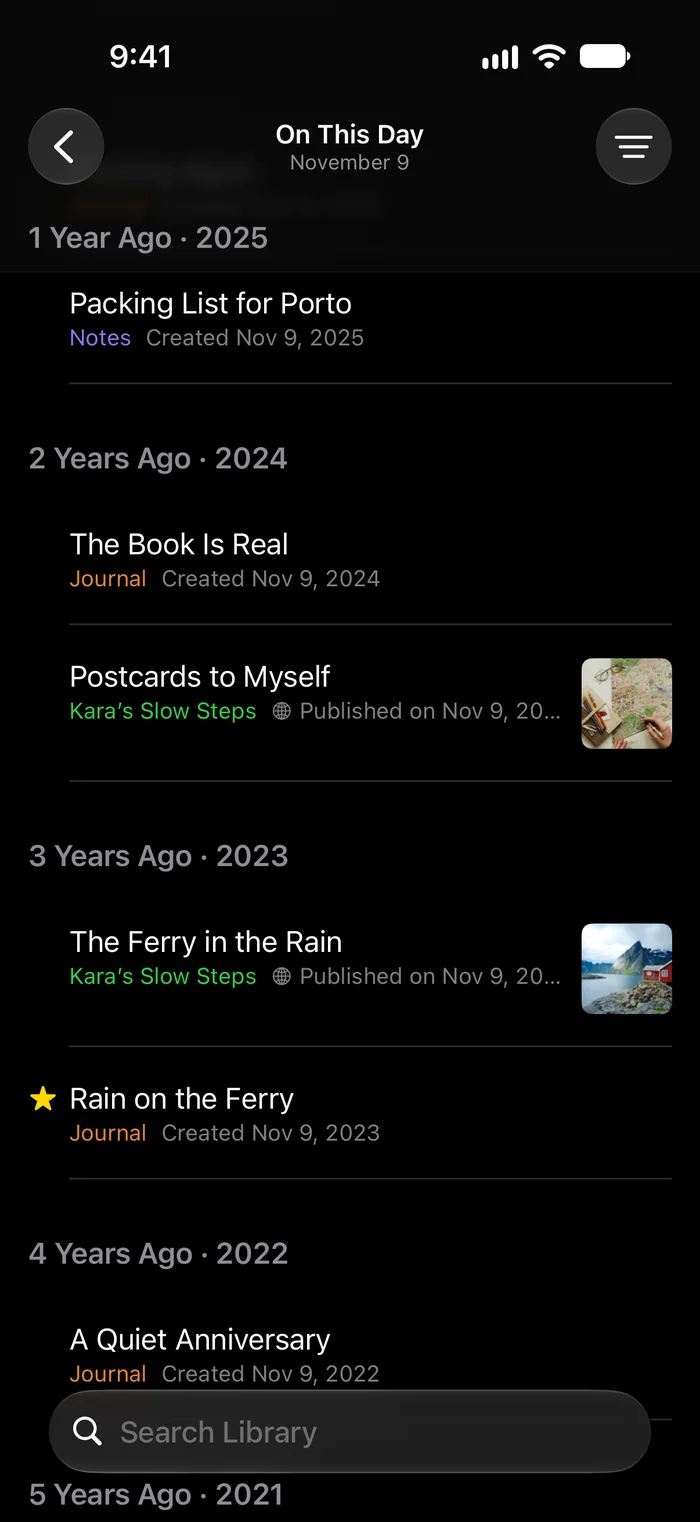 9:41
On This Day
November 9
1 Year Ago · 2025
Packing List for Porto
Notes Created Nov 9, 2025
2 Years Ago · 2024
The Book Is Real
Journal Created Nov 9, 2024
Postcards to Myself
Kara’s Slow Steps Published on Nov 9, 20…
3 Years Ago · 2023
The Ferry in the Rain
Kara’s Slow Steps Published on Nov 9, 20…
Rain on the Ferry
Journal Created Nov 9, 2023
4 Years Ago · 2022
A Quiet Anniversary
Journal Created Nov 9, 2022
Search Library
5 Years Ago · 2021